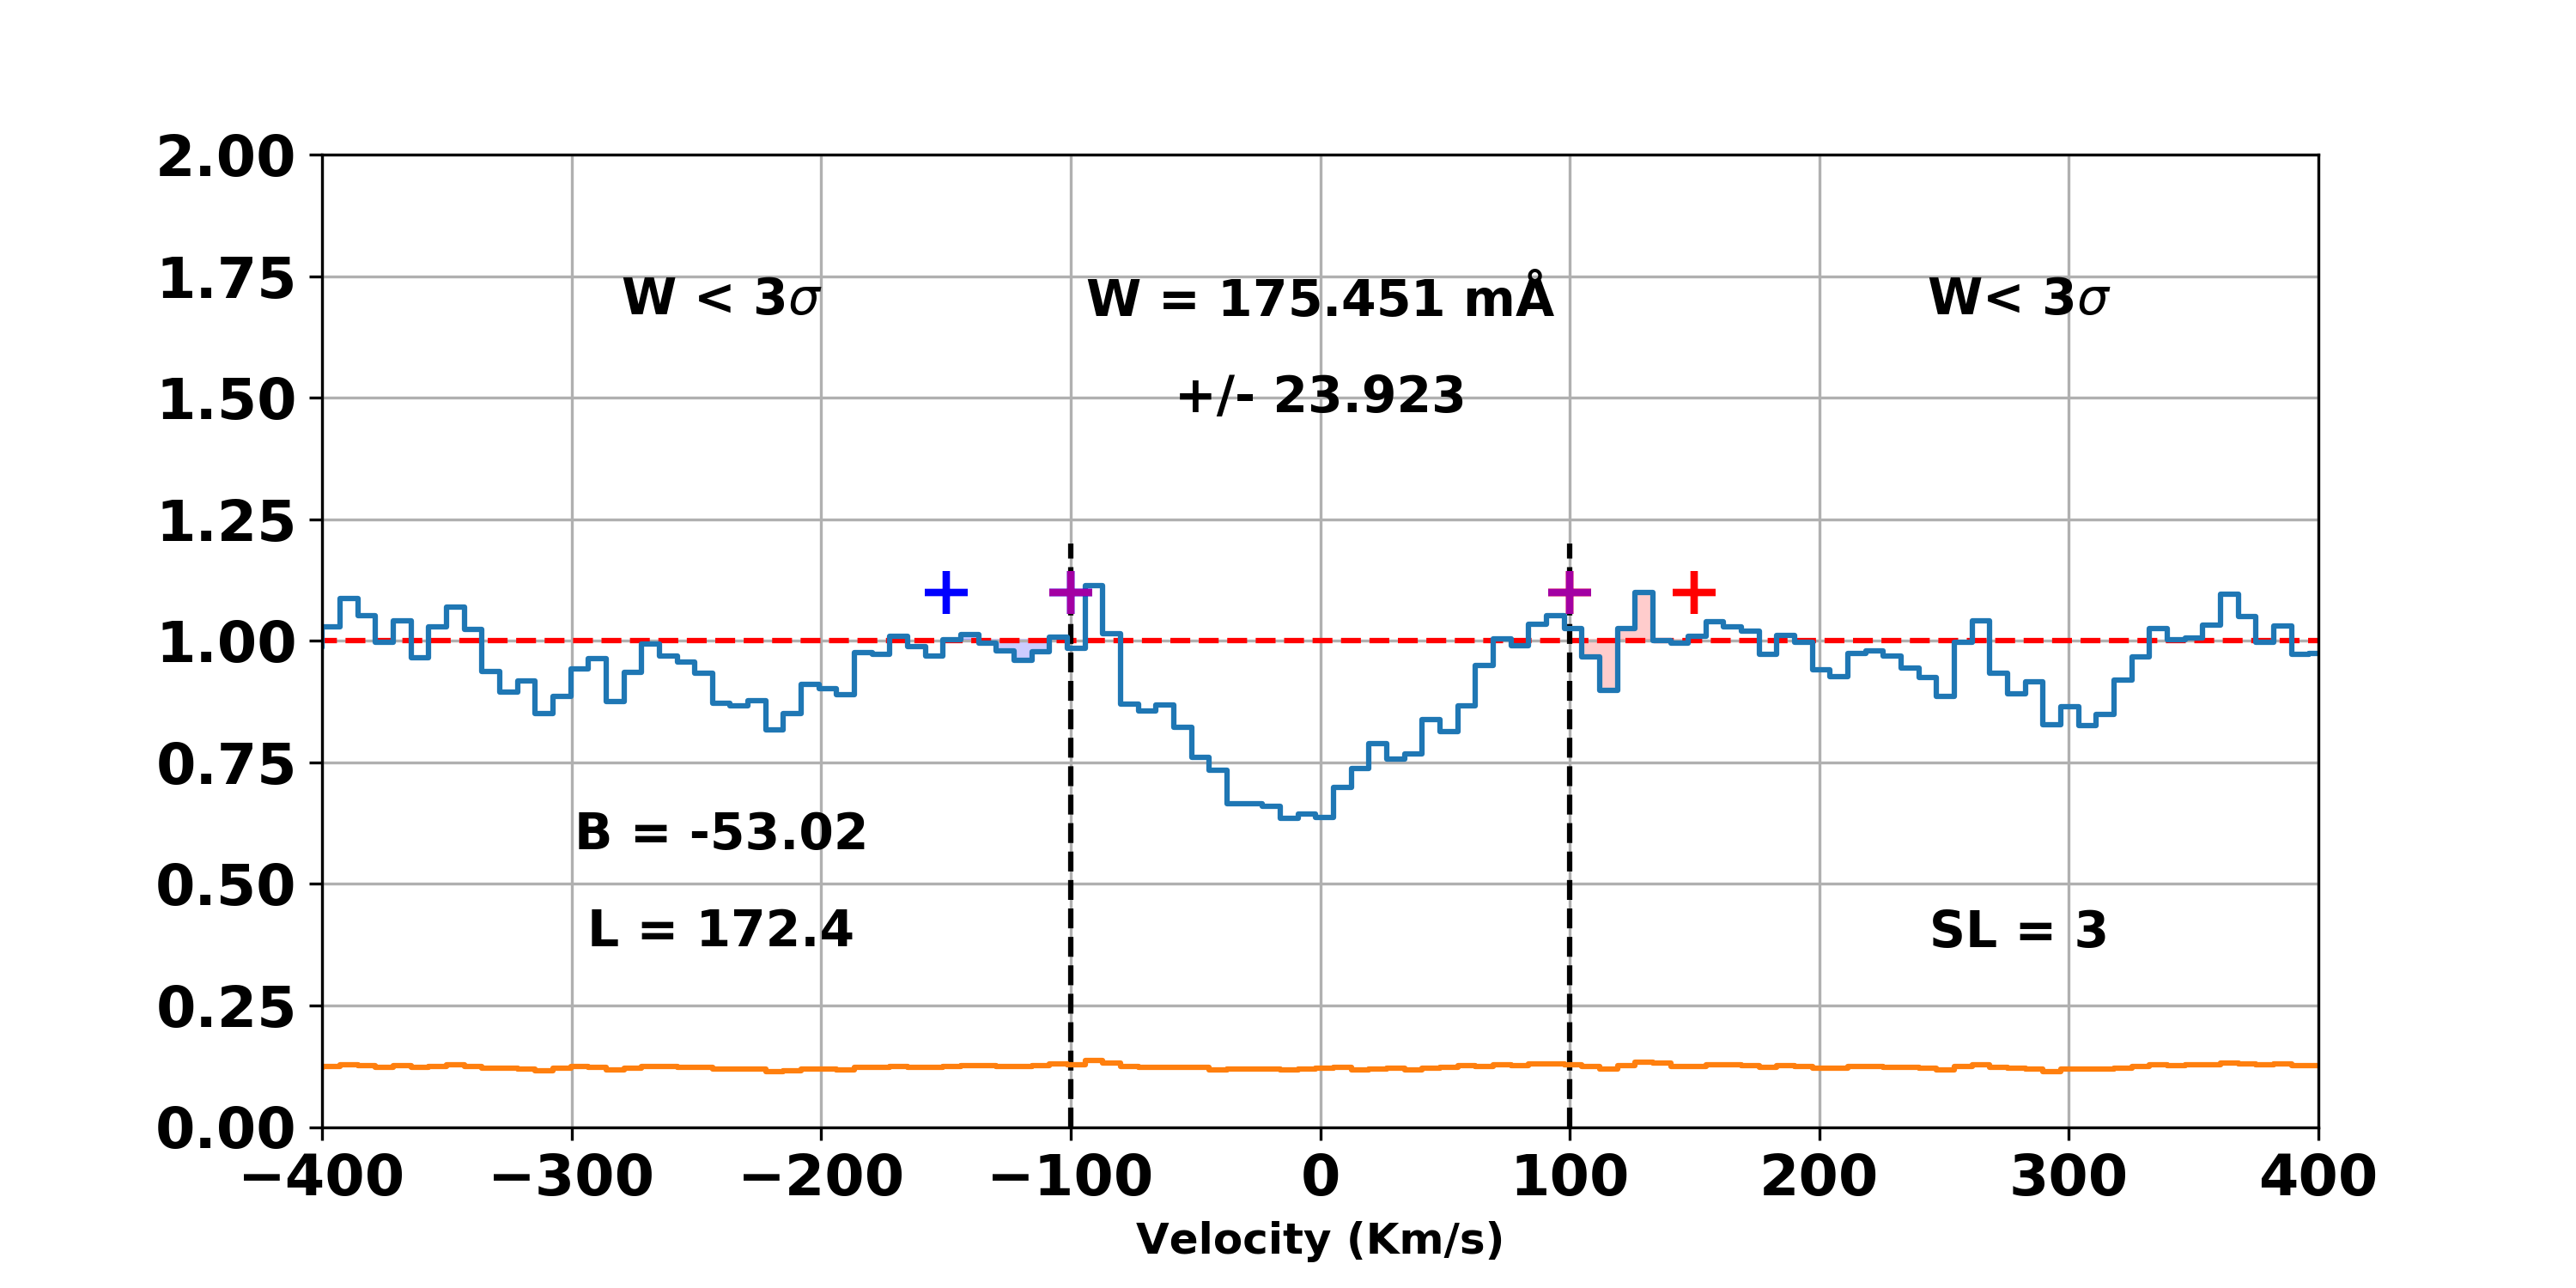 2.00
1.75
1.50
1.25
1.00
0.75
0.50
0.25
0.00
W < 3σ
W = 175.451 mÅ
+/- 23.923
W< 3σ
B = -53.02
L = 172.4
SL = 3
−400 −300 −200 −100 0 100 200 300 400
Velocity (Km/s)